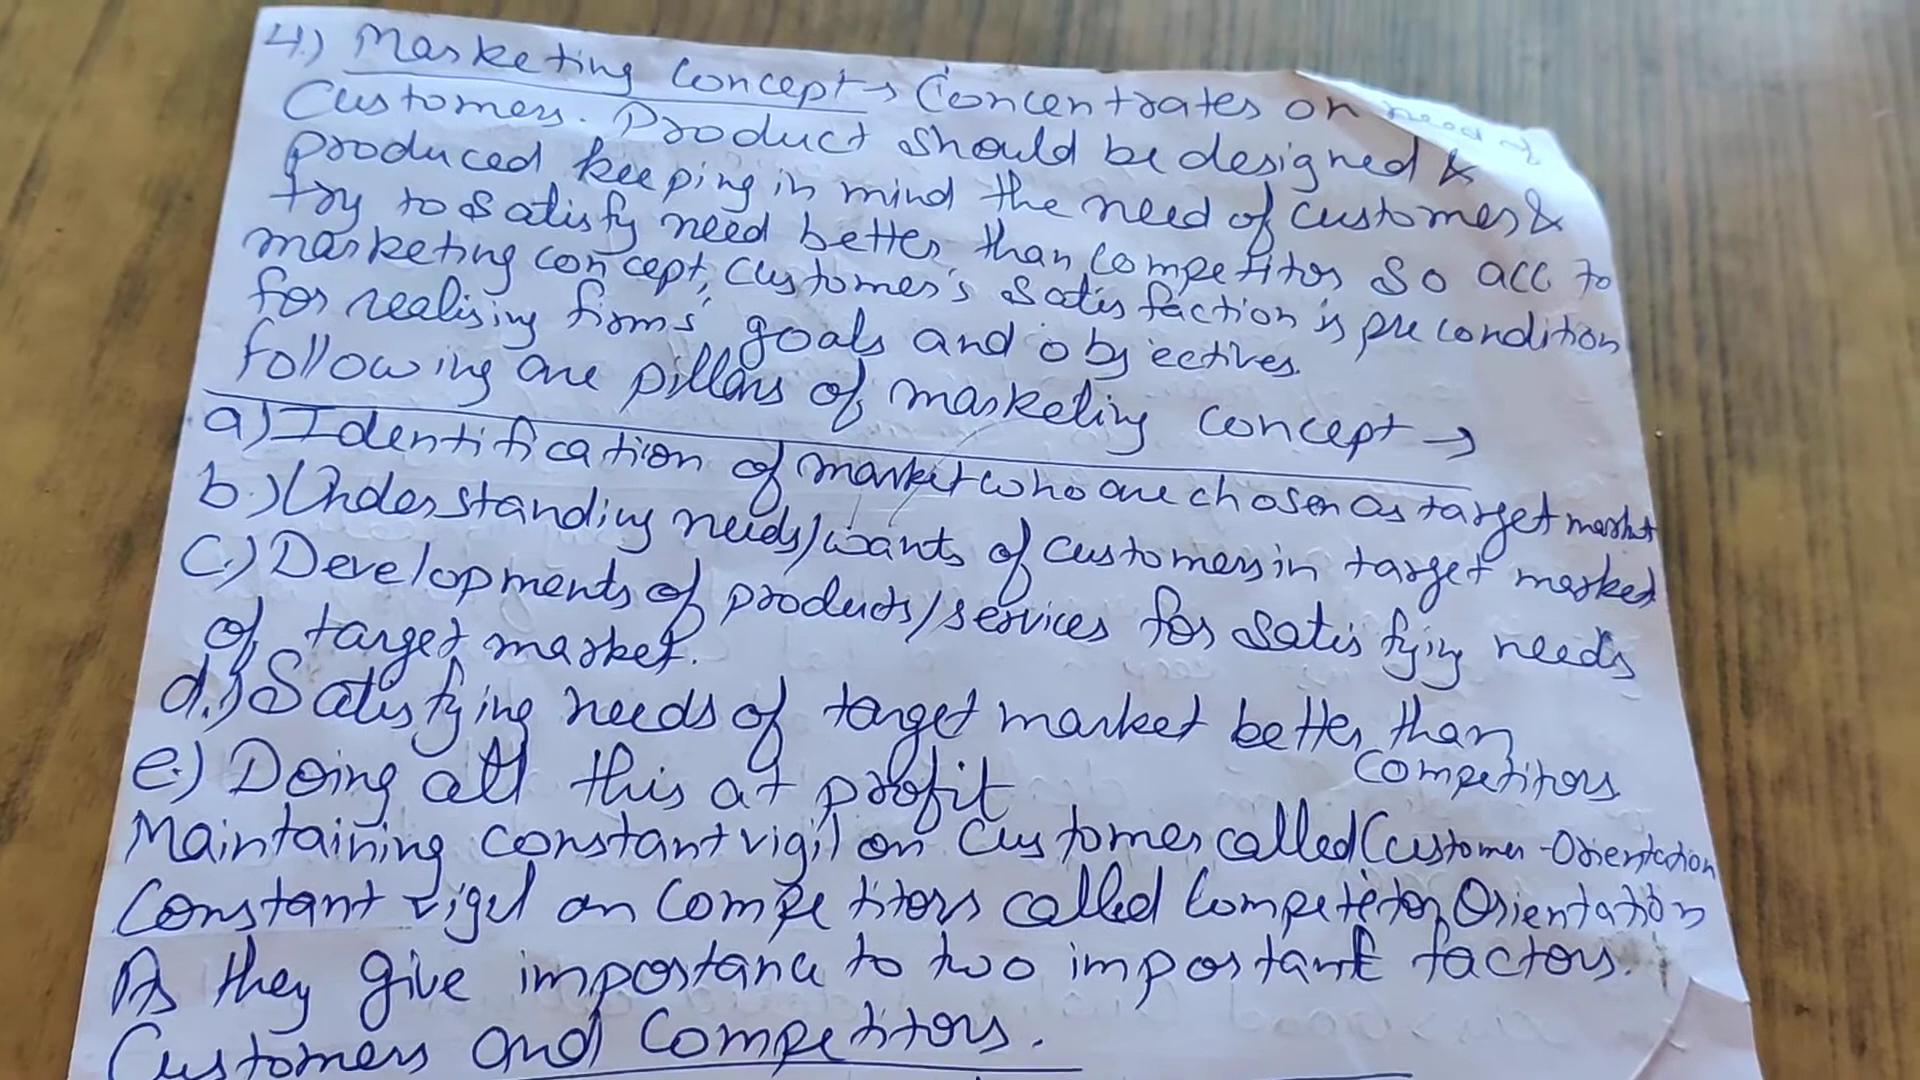 4.) Marketing Concept → Concentrates on need of
Customers. Product should be designed &
produced keeping in mind the need of customers &
try to satisfy need better than competitors so acc to
marketing concept, customer's satisfaction is pre condition
for realising firms' goals and objectives.
Following are pillars of marketing concept →
a) Identification of market who are chosen as target market
b.) Understanding needs/wants of customers in target market
C.) Developments of products/services for satisfying needs
of target market.
d.) Satisfying needs of target market better than
competitors.
e.) Doing all this at profit
Maintaining constant vigil on Customer called Customer-Orientation
Constant vigil on Competitors called Competitor Orientation
As they give importance to two important factors.
Customers and Competitors.